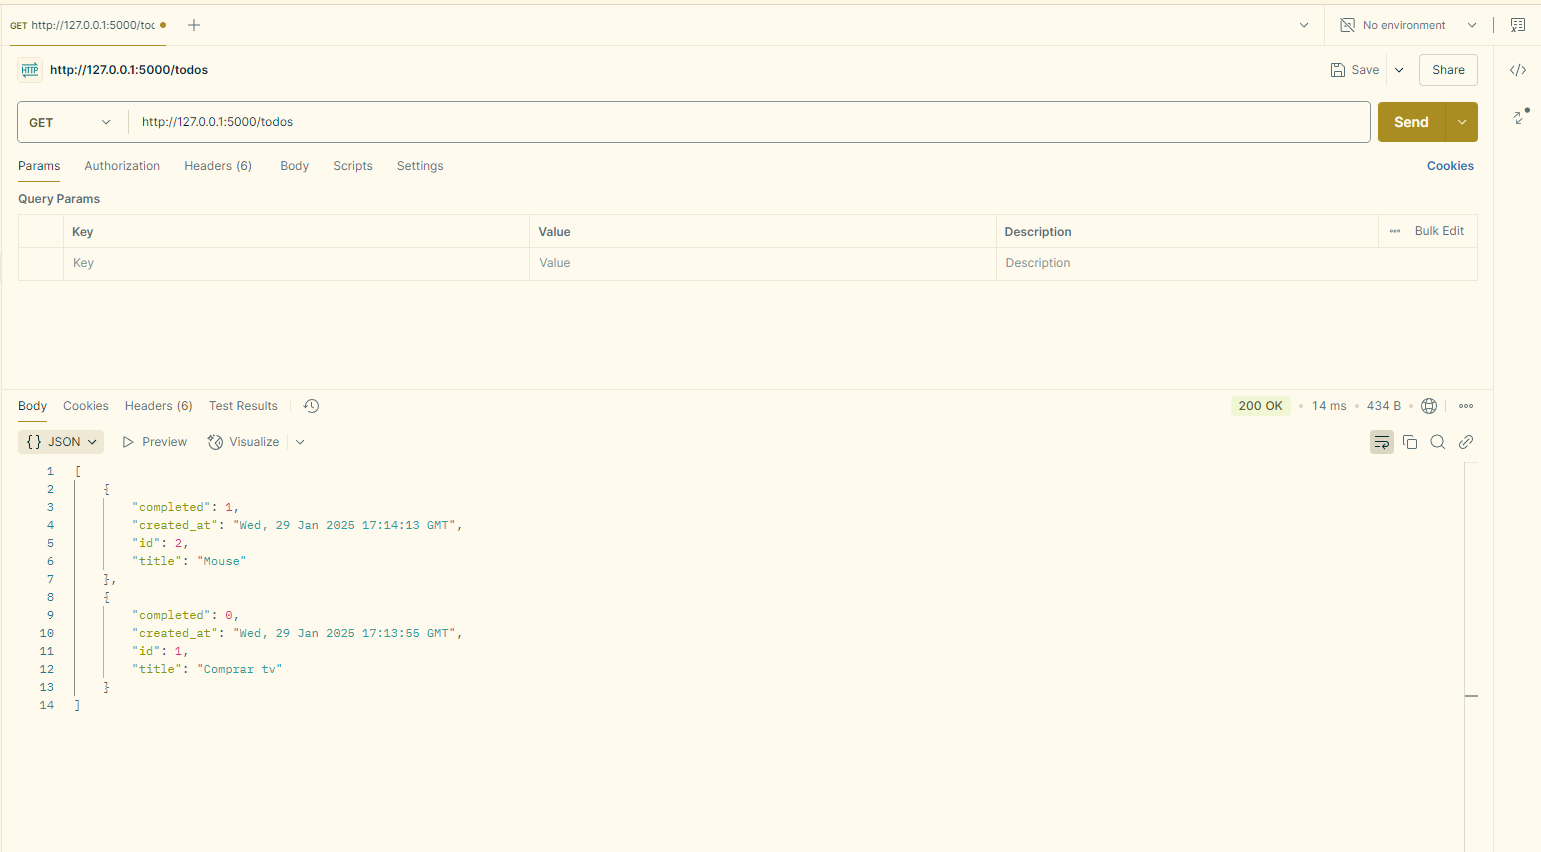 GET http://127.0.0.1:5000/toc
No environment
HTTP http://127.0.0.1:5000/todos
Save
Share
GET http://127.0.0.1:5000/todos
Send
Params Authorization Headers (6) Body Scripts Settings
Cookies
Query Params
Key Value Description Bulk Edit
Key Value Description
Body Cookies Headers (6) Test Results
200 OK 14 ms 434 B
{} JSON Preview Visualize
1 [
2 {
3 "completed": 1,
4 "created_at": "Wed, 29 Jan 2025 17:14:13 GMT",
5 "id": 2,
6 "title": "Mouse"
7 },
8 {
9 "completed": 0,
10 "created_at": "Wed, 29 Jan 2025 17:13:55 GMT",
11 "id": 1,
12 "title": "Comprar tv"
13 }
14 ]